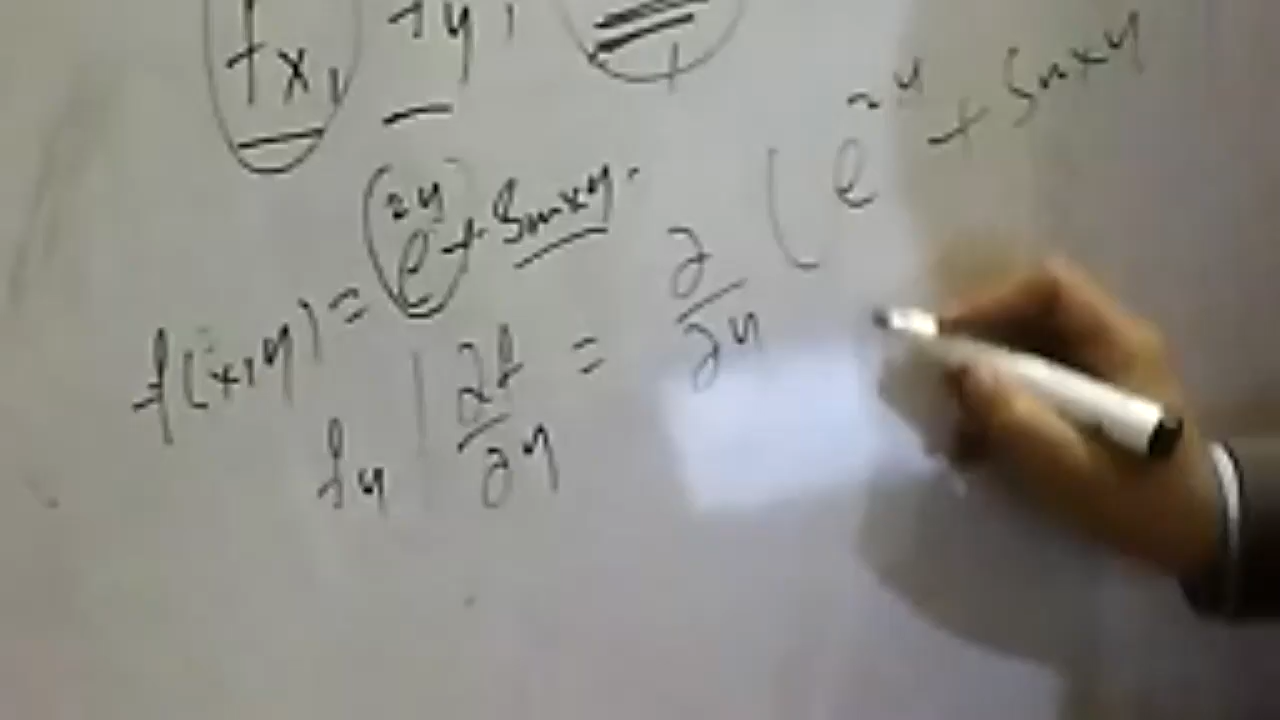 fx, fy,
f(x,y) = e^2y + Sinxy.
fy | ∂f/∂y = ∂/∂y ( e^2y + Sinxy